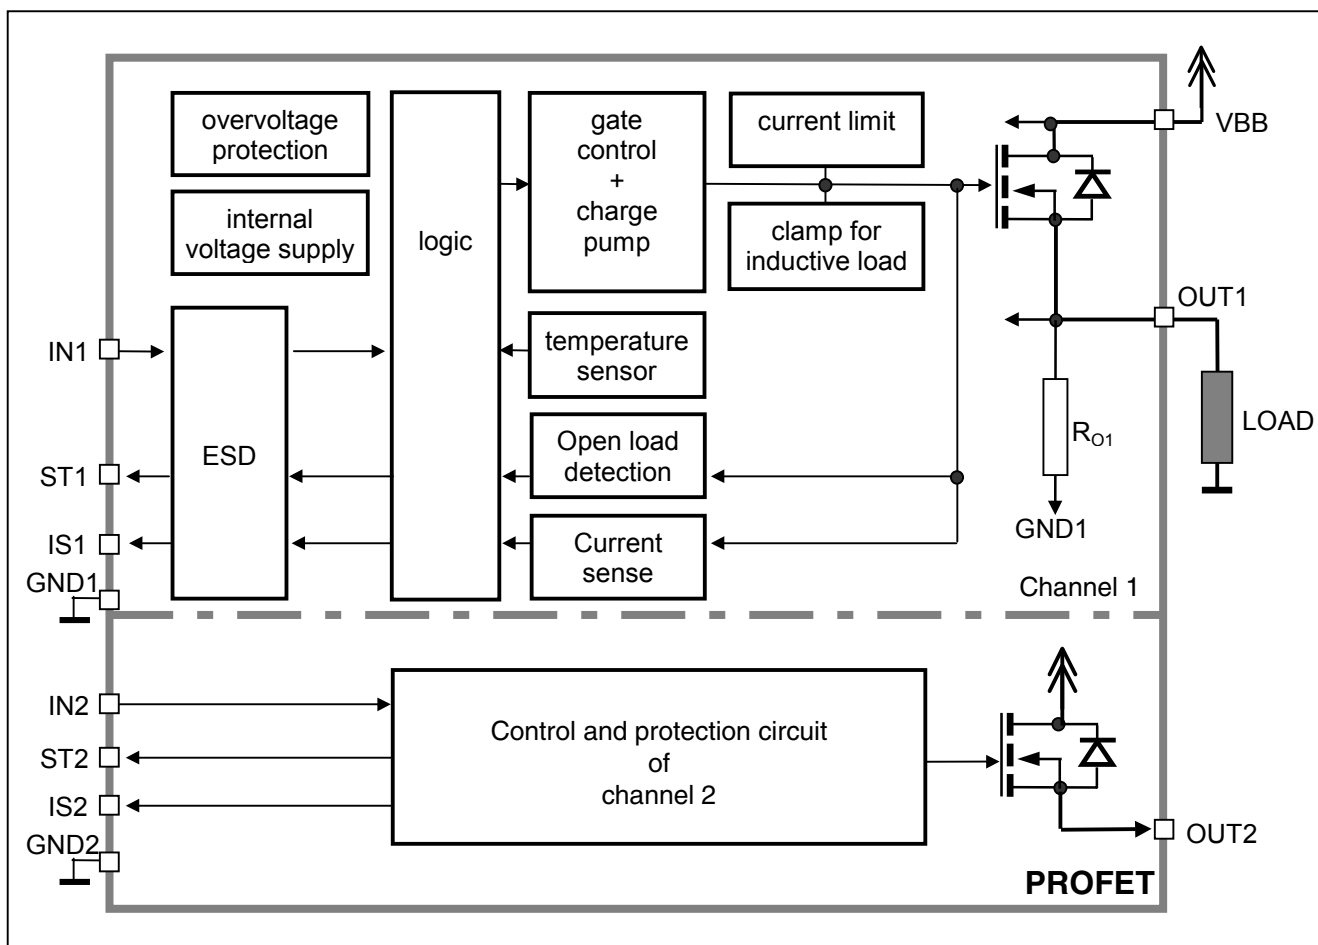 overvoltage
protection
internal
voltage supply
logic
gate
control
+
charge
pump
current limit
clamp for
inductive load
VBB
OUT1
IN1
ESD
temperature
sensor
Open load
detection
Current
sense
RO1
GND1
LOAD
ST1
IS1
GND1
Channel 1
IN2
ST2
IS2
GND2
Control and protection circuit
of
channel 2
OUT2
PROFET